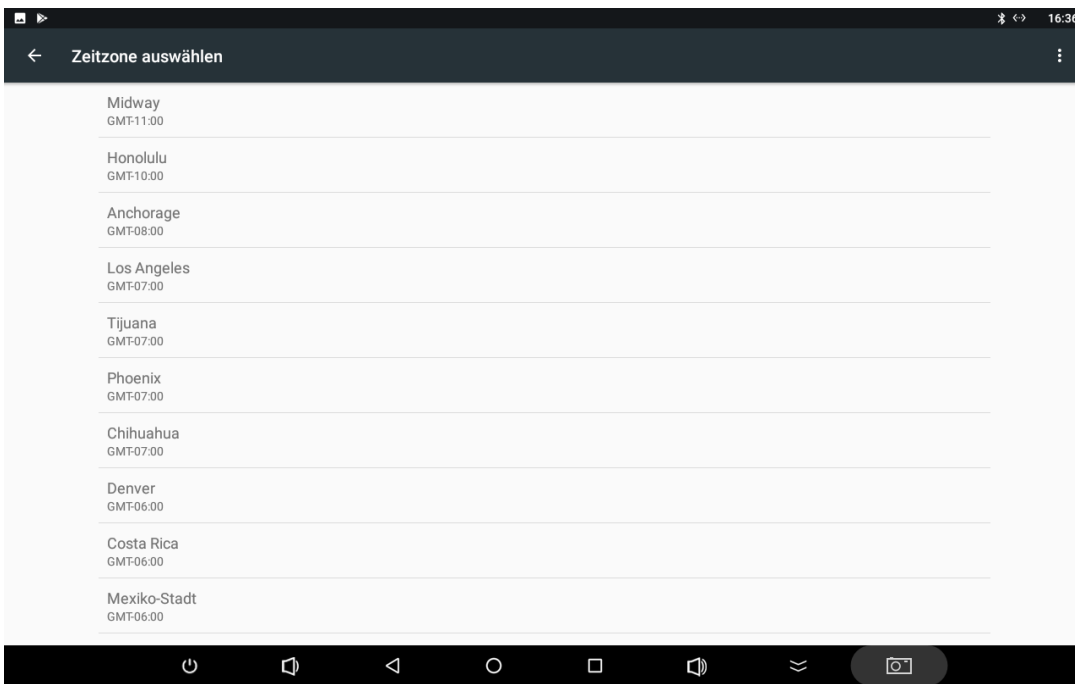 16:36
Zeitzone auswählen
Midway
GMT-11:00
Honolulu
GMT-10:00
Anchorage
GMT-08:00
Los Angeles
GMT-07:00
Tijuana
GMT-07:00
Phoenix
GMT-07:00
Chihuahua
GMT-07:00
Denver
GMT-06:00
Costa Rica
GMT-06:00
Mexiko-Stadt
GMT-06:00